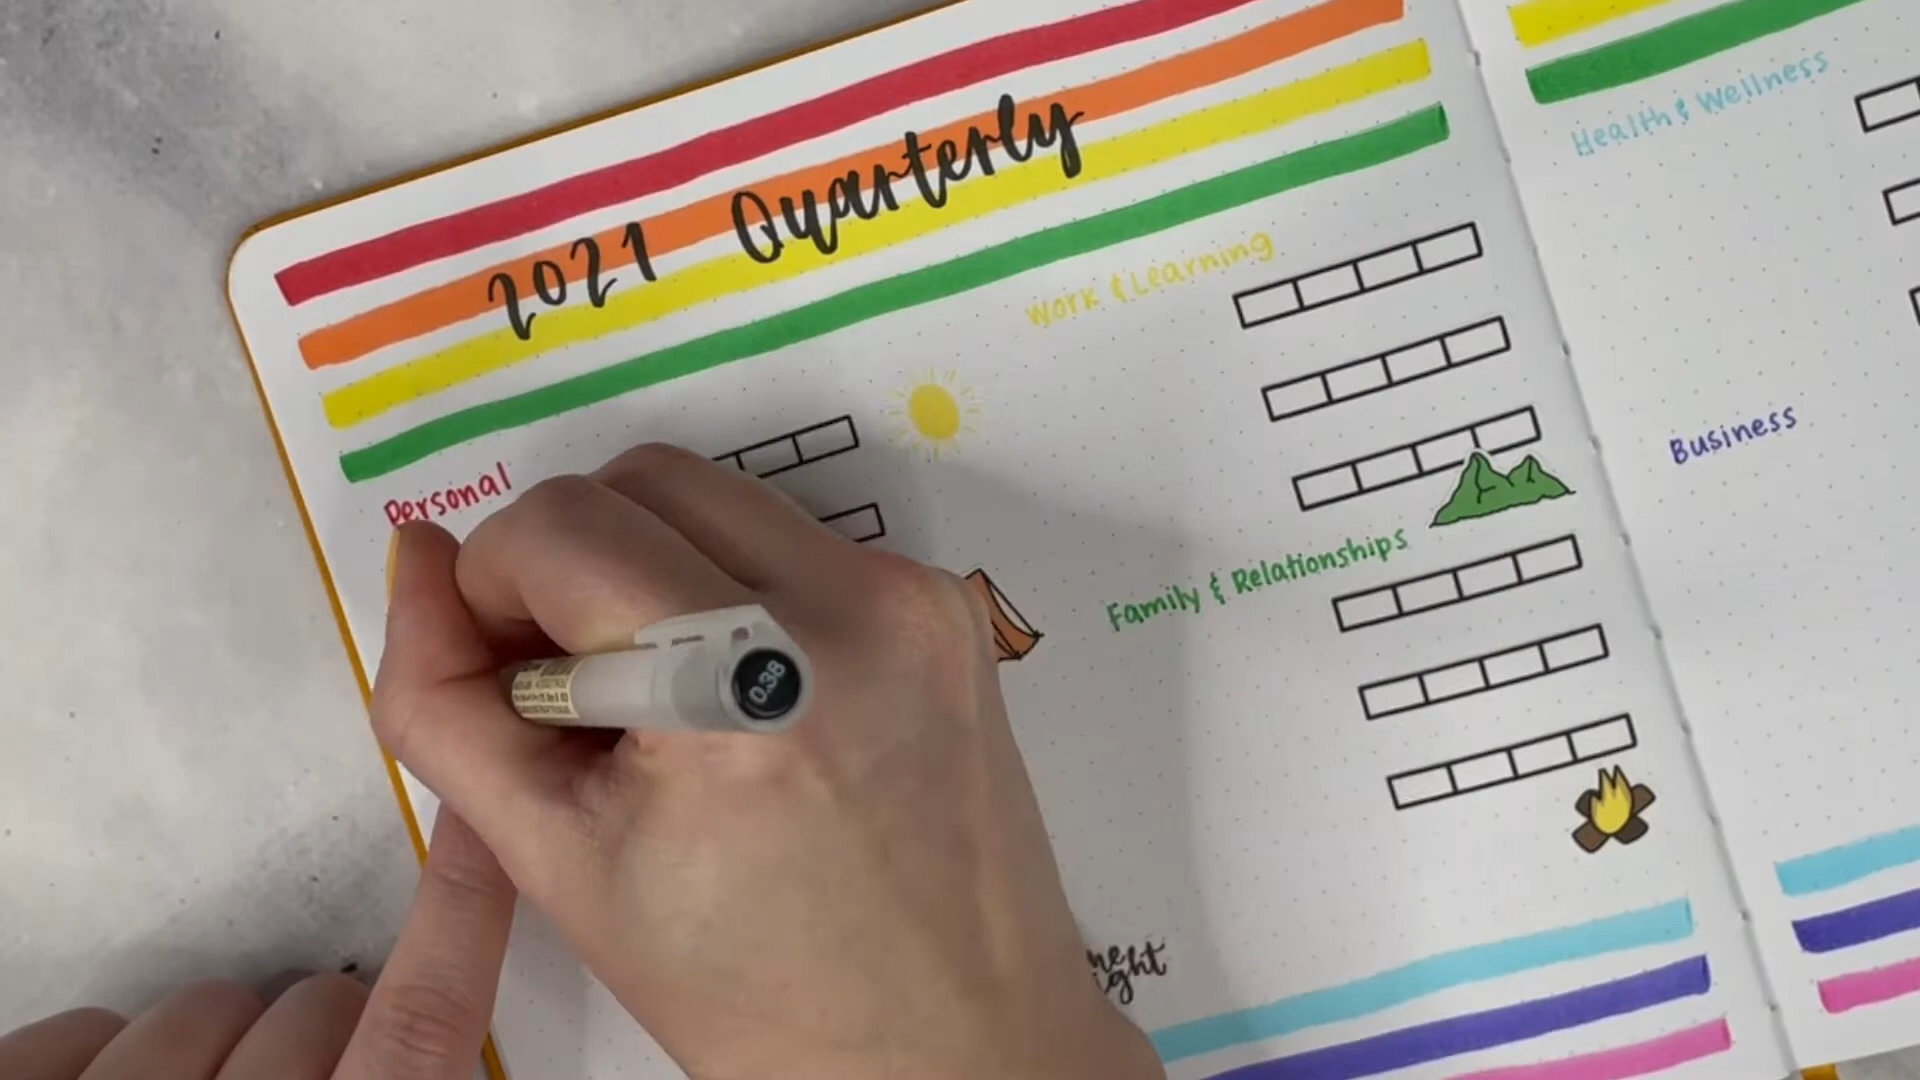 2021 Quarterly
Personal
Work & Learning
Family & Relationships
Health & Wellness
Business
0.38